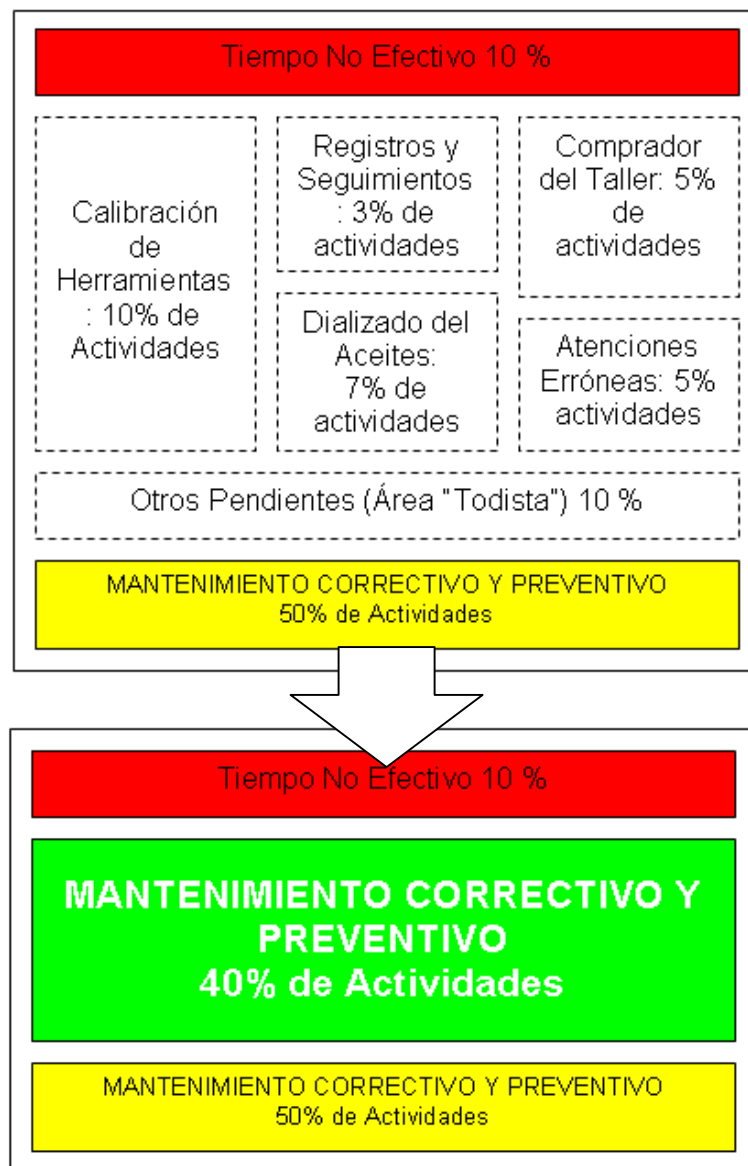 Tiempo No Efectivo 10 %
Calibración
de
Herramientas
: 10% de
Actividades
Registros y
Seguimientos
: 3% de
actividades
Dializado del
Aceites:
7% de
actividades
Comprador
del Taller: 5%
de
actividades
Atenciones
Erróneas: 5%
actividades
Otros Pendientes (Área "Todista") 10 %
MANTENIMIENTO CORRECTIVO Y PREVENTIVO
50% de Actividades
Tiempo No Efectivo 10 %
MANTENIMIENTO CORRECTIVO Y
PREVENTIVO
40% de Actividades
MANTENIMIENTO CORRECTIVO Y PREVENTIVO
50% de Actividades